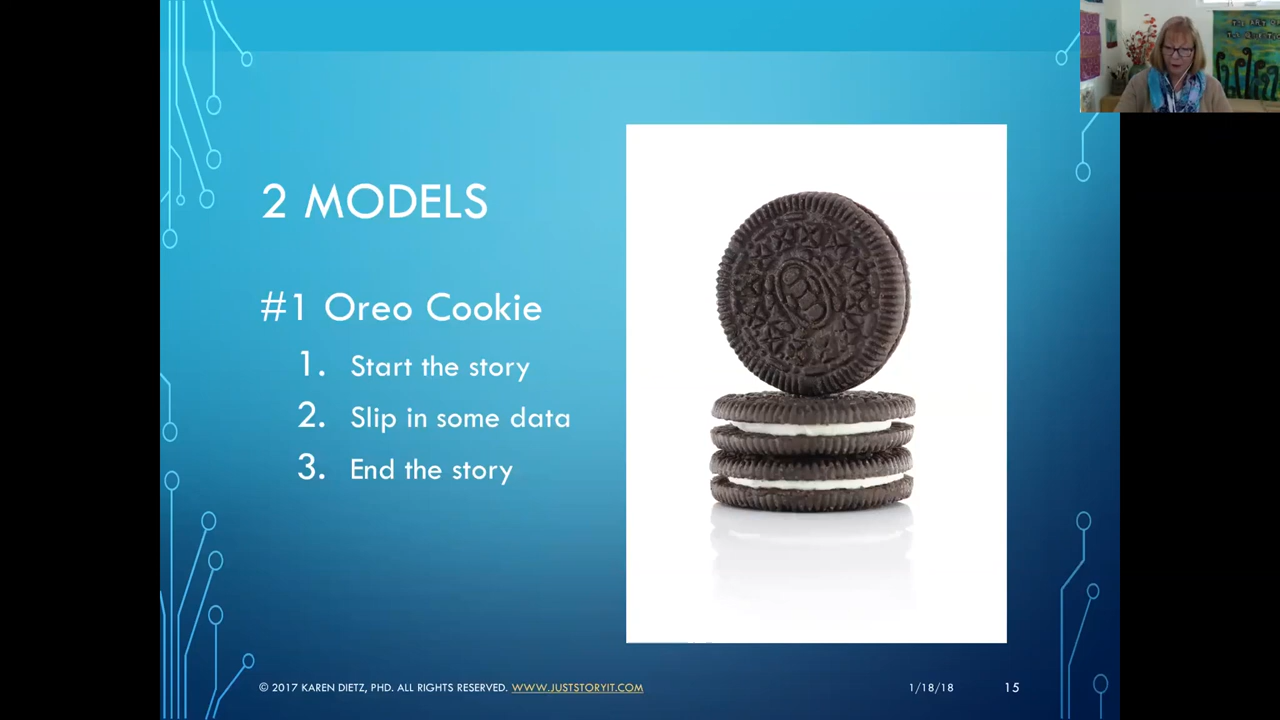 2 MODELS
#1 Oreo Cookie
1. Start the story
2. Slip in some data
3. End the story
© 2017 KAREN DIETZ, PHD. ALL RIGHTS RESERVED. WWW.JUSTSTORYIT.COM
1/18/18
15